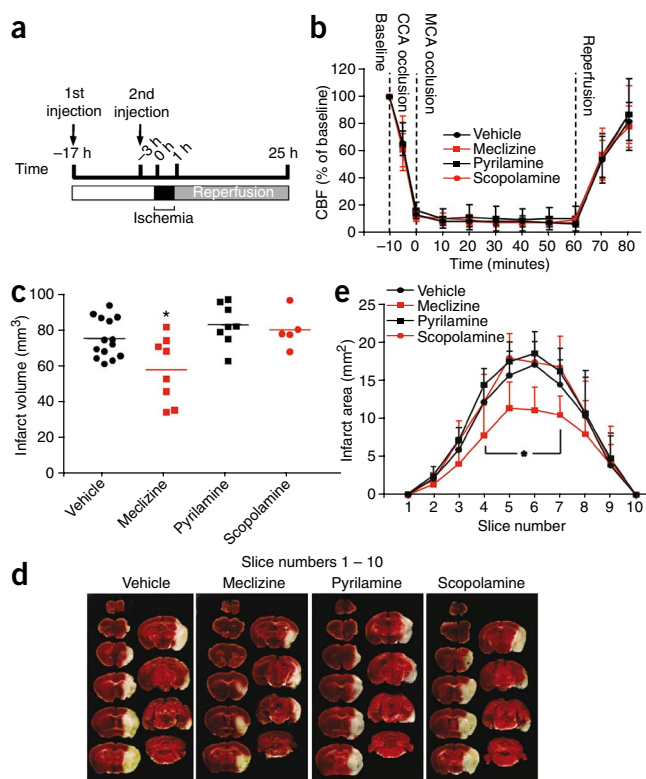 a
1st
injection
2nd
injection
–17 h
–3 h
0 h
1 h
25 h
Time
Reperfusion
Ischemia
b
Baseline
CCA occlusion
MCA occlusion
Reperfusion
CBF (% of baseline)
120
100
80
60
40
20
0
Vehicle
Meclizine
Pyrilamine
Scopolamine
–10 0 10 20 30 40 50 60 70 80
Time (minutes)
c
Infarct volume (mm³)
100
80
60
40
20
0
*
Vehicle
Meclizine
Pyrilamine
Scopolamine
e
Vehicle
Meclizine
Pyrilamine
Scopolamine
Infarct area (mm²)
25
20
15
10
5
0
*
1 2 3 4 5 6 7 8 9 10
Slice number
d
Slice numbers 1 – 10
Vehicle Meclizine Pyrilamine Scopolamine